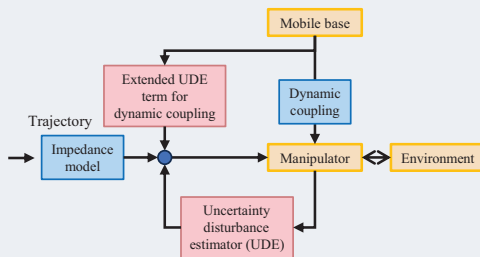 Mobile base
Extended UDE
term for
dynamic coupling
Dynamic
coupling
Trajectory
Impedance
model
Manipulator
Environment
Uncertainty
disturbance
estimator (UDE)